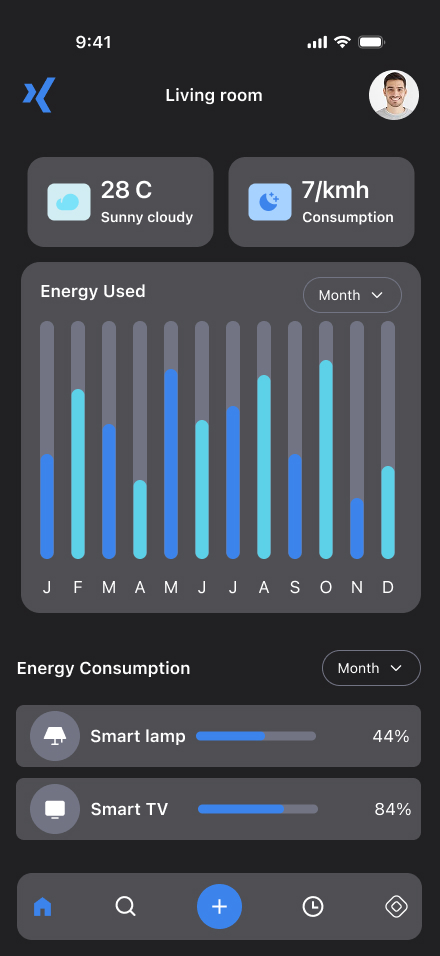 9:41
Living room
28 C
Sunny cloudy
7/kmh
Consumption
Energy Used
Month
J F M A M J J A S O N D
Energy Consumption
Month
Smart lamp
44%
Smart TV
84%